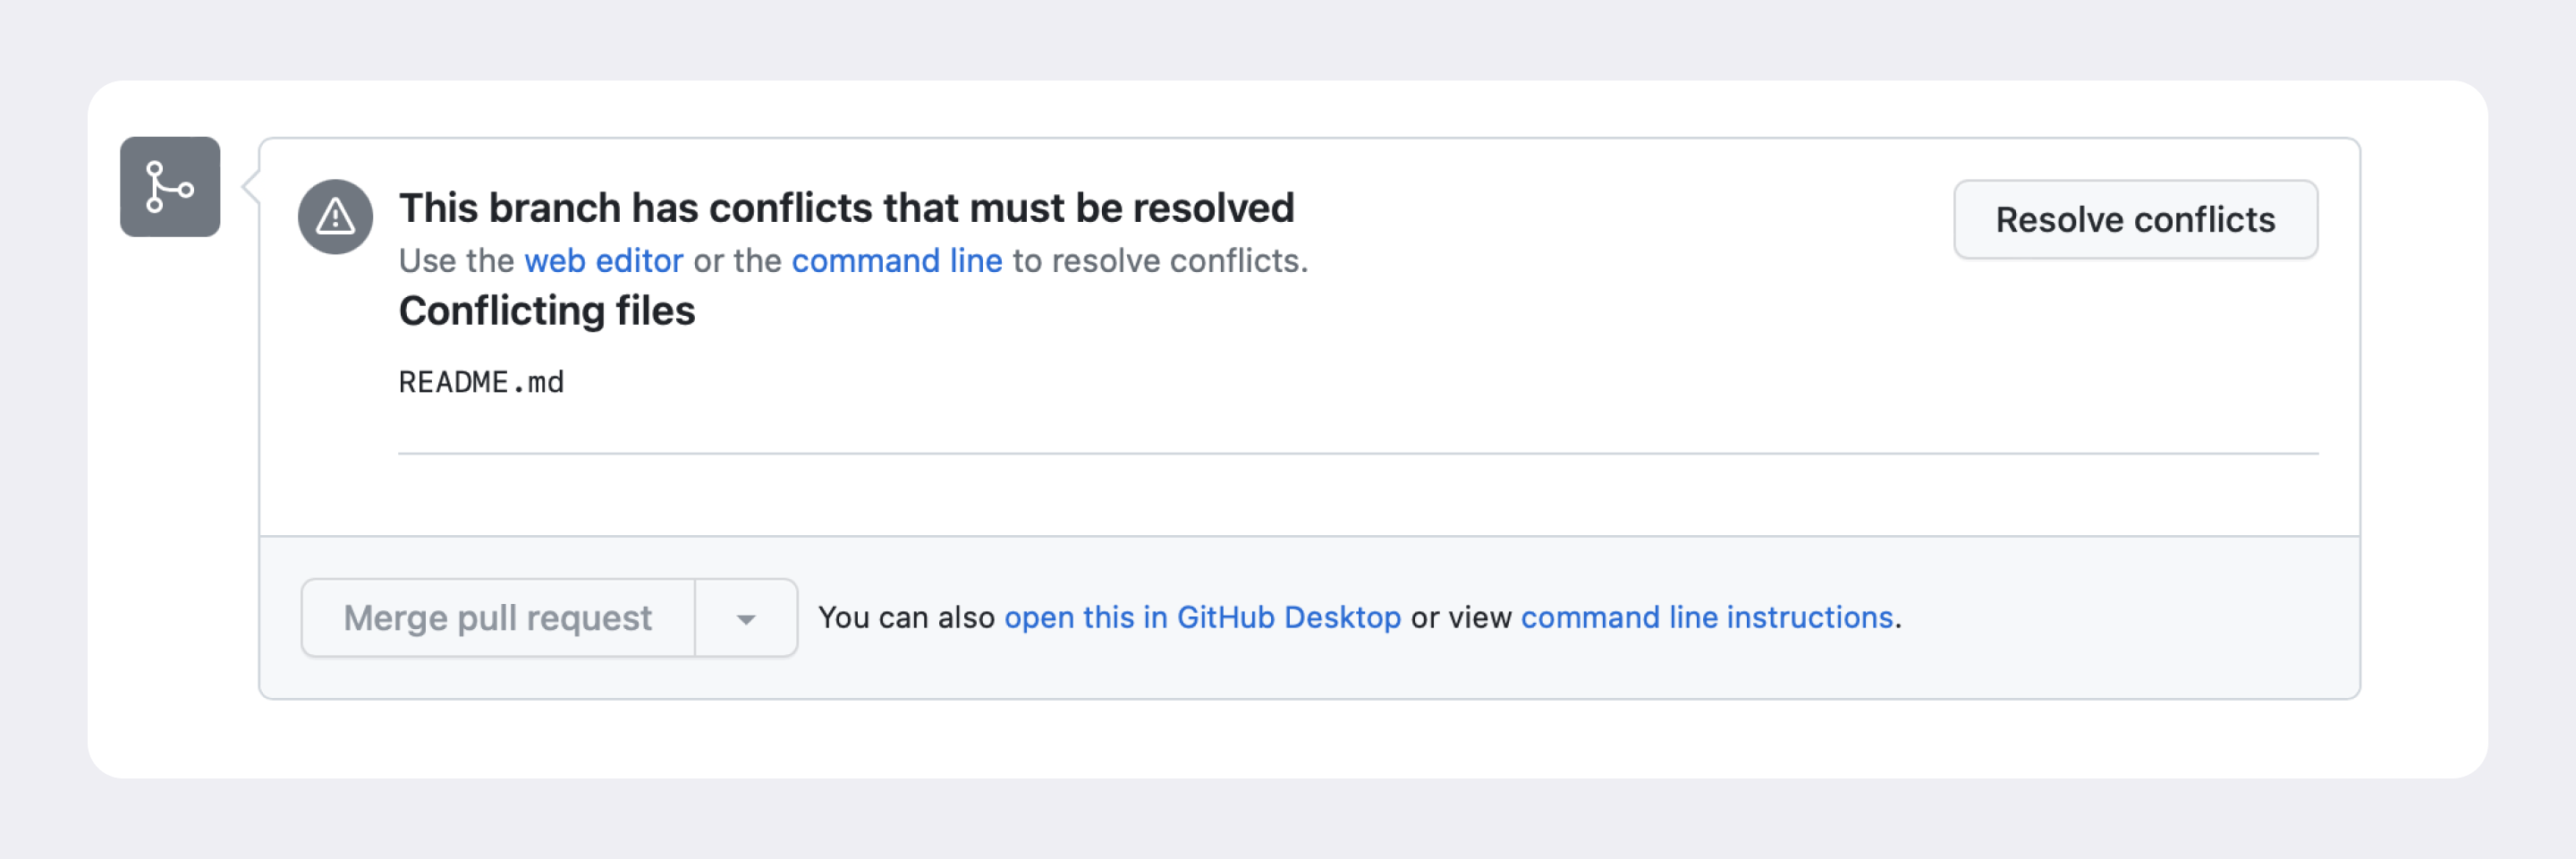 This branch has conflicts that must be resolved
Resolve conflicts
Use the web editor or the command line to resolve conflicts.
Conflicting files
README.md
Merge pull request
You can also open this in GitHub Desktop or view command line instructions.